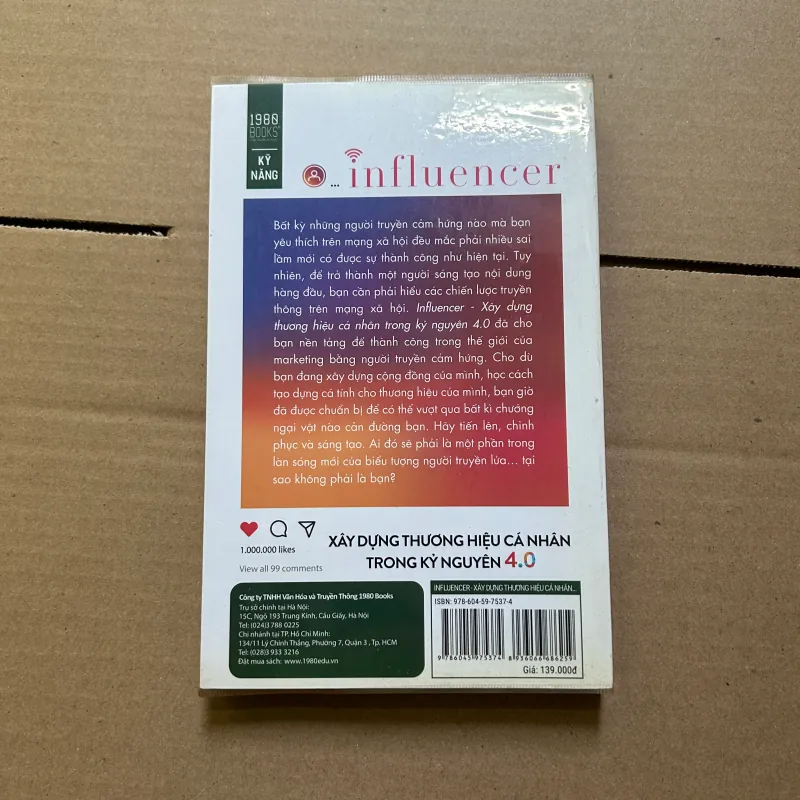 1980
BOOKS
KỸ
NĂNG
... influencer
Bất kỳ những người truyền cảm hứng nào mà bạn
yêu thích trên mạng xã hội đều mắc phải nhiều sai
lầm mới có được sự thành công như hiện tại. Tuy
nhiên, để trở thành một người sáng tạo nội dung
hàng đầu, bạn cần phải hiểu các chiến lược truyền
thông trên mạng xã hội. Influencer - Xây dựng
thương hiệu cá nhân trong kỷ nguyên 4.0 đã cho
bạn nền tảng để thành công trong thế giới của
marketing bằng người truyền cảm hứng. Cho dù
bạn đang xây dựng cộng đồng của mình, học cách
tạo dựng cá tính cho thương hiệu của mình, bạn giờ
đã được chuẩn bị để có thể vượt qua bất kì chướng
ngại vật nào cản đường bạn. Hãy tiến lên, chinh
phục và sáng tạo. Ai đó sẽ phải là một phần trong
làn sóng mới của biểu tượng người truyền lửa... tại
sao không phải là bạn?
1.000.000 likes
View all 99 comments
XÂY DỰNG THƯƠNG HIỆU CÁ NHÂN
TRONG KỶ NGUYÊN 4.0
Công ty TNHH Văn Hóa và Truyền Thông 1980 Books
Trụ sở chính tại Hà Nội:
15C, Ngõ 193 Trung Kính, Cầu Giấy, Hà Nội
Tel: (024)3788 0225
Chi nhánh tại TP. Hồ Chí Minh:
134/11 Lý Chính Thắng, Phường 7, Quận 3 , Tp. HCM
Tel: (028)3 933 3216
Đặt mua sách: www.1980edu.vn
INFLUENCER - XÂY DỰNG THƯƠNG HIỆU CÁ NHÂN...
ISBN: 978-604-59-7537-4
9 786045 975374
8 936066 686259
Giá: 139.000đ